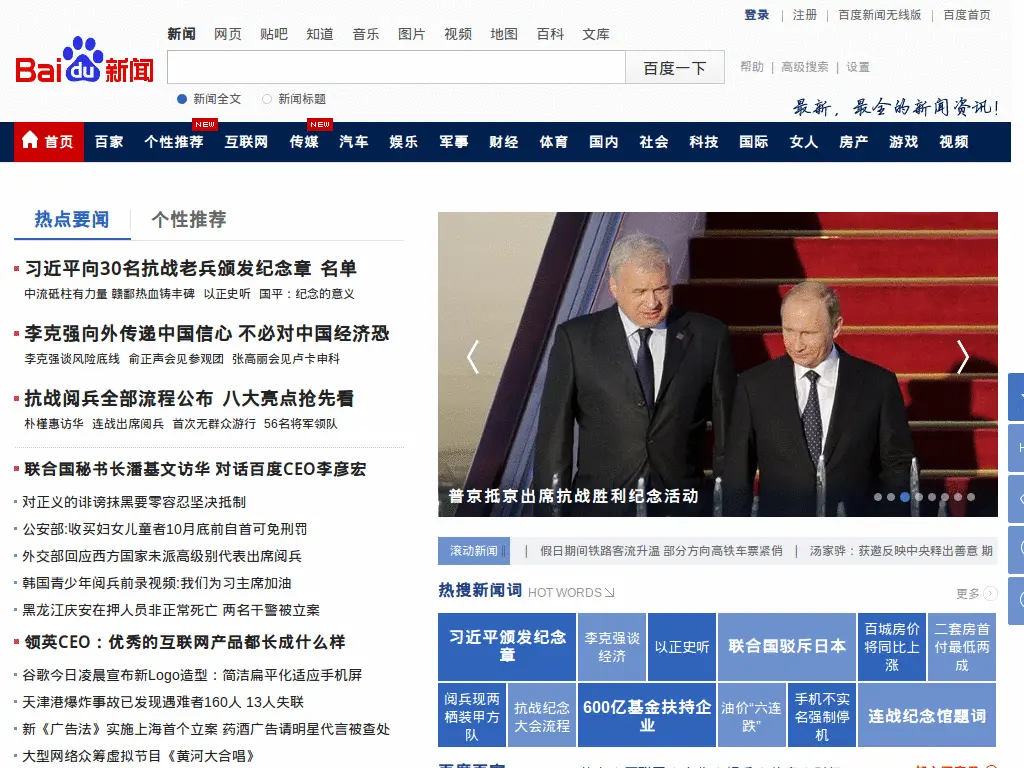 登录 | 注册 | 百度新闻无线版 | 百度首页
Baidu新闻
新闻 网页 贴吧 知道 音乐 图片 视频 地图 百科 文库
百度一下
帮助 | 高级搜索 | 设置
新闻全文 新闻标题
最新，最全的新闻资讯！
NEW NEW
首页 百家 个性推荐 互联网 传媒 汽车 娱乐 军事 财经 体育 国内 社会 科技 国际 女人 房产 游戏 视频
热点要闻 个性推荐
习近平向30名抗战老兵颁发纪念章 名单
中流砥柱有力量 赣鄱热血铸丰碑 以正史听 国平：纪念的意义
李克强向外传递中国信心 不必对中国经济恐
李克强谈风险底线 俞正声会见参观团 张高丽会见卢卡申科
抗战阅兵全部流程公布 八大亮点抢先看
朴槿惠访华 连战出席阅兵 首次无群众游行 56名将军领队
联合国秘书长潘基文访华 对话百度CEO李彦宏
对正义的诽谤抹黑要零容忍坚决抵制
公安部:收买妇女儿童者10月底前自首可免刑罚
外交部回应西方国家未派高级别代表出席阅兵
韩国青少年阅兵前录视频:我们为习主席加油
黑龙江庆安在押人员非正常死亡 两名干警被立案
领英CEO：优秀的互联网产品都长成什么样
谷歌今日凌晨宣布新Logo造型：简洁扁平化适应手机屏
天津港爆炸事故已发现遇难者160人 13人失联
新《广告法》实施上海首个立案 药酒广告请明星代言被查处
大型网络众筹虚拟节目《黄河大合唱》
普京抵京出席抗战胜利纪念活动
滚动新闻 | 假日期间铁路客流升温 部分方向高铁车票紧俏 | 汤家骅：获邀反映中央释出善意 期
热搜新闻词 HOT WORDS 更多
习近平颁发纪念
章
李克强谈
经济
以正史听
联合国驳斥日本
百城房价
将同比上
涨
二套房首
付最低两
成
阅兵现两
栖装甲方
队
抗战纪念
大会流程
600亿基金扶持企
业
油价“六连
跌”
手机不实
名强制停
机
连战纪念馆题词